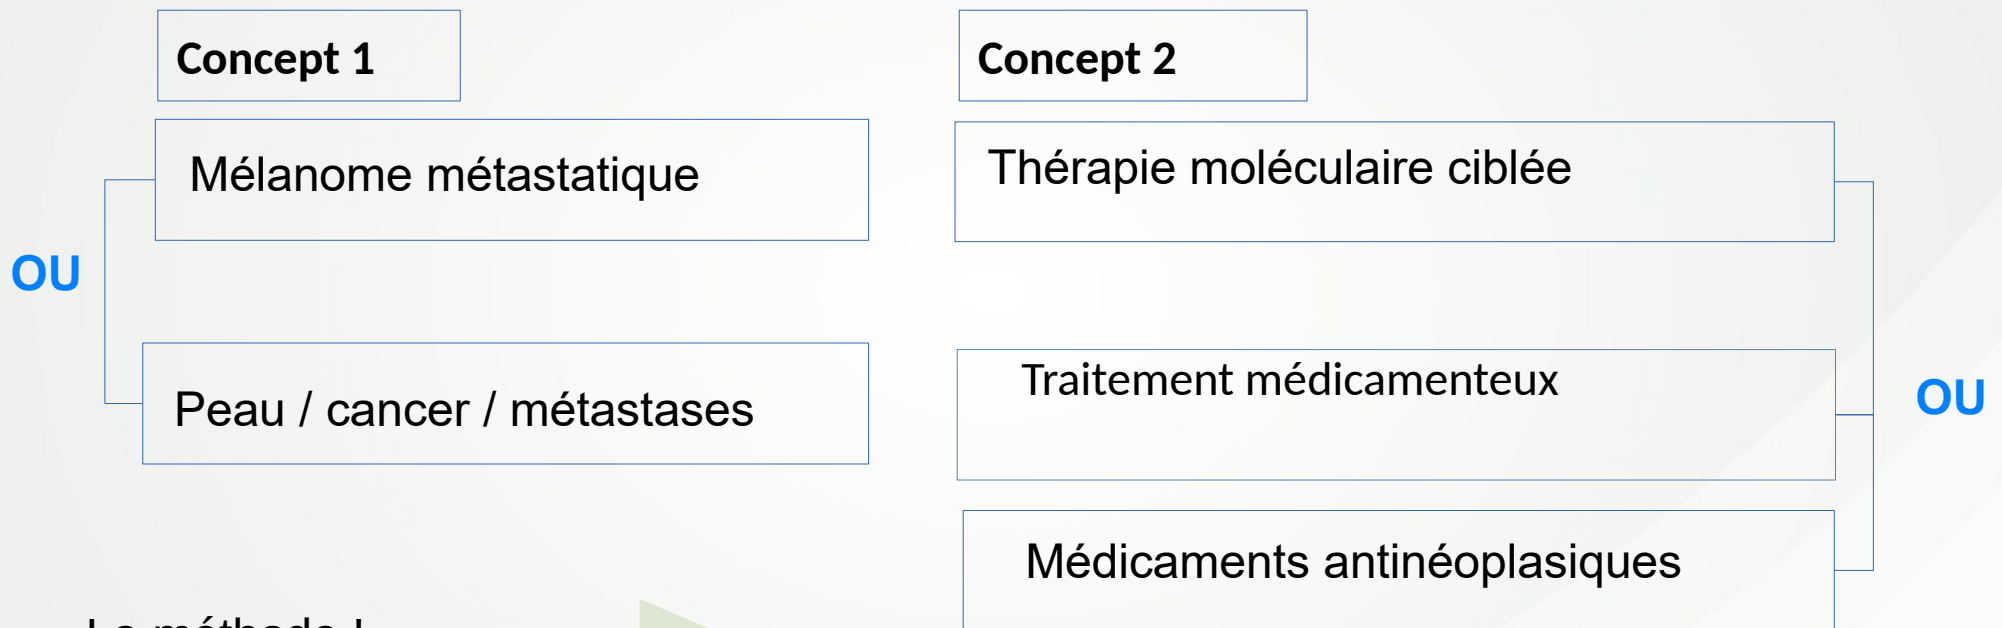 Concept 1
Concept 2
Mélanome métastatique
Thérapie moléculaire ciblée
OU
Peau / cancer / métastases
Traitement médicamenteux
OU
Médicaments antinéoplasiques